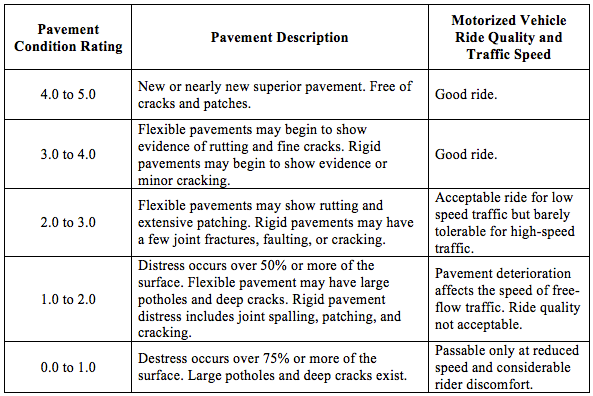 Pavement
Condition Rating
Pavement Description
Motorized Vehicle
Ride Quality and
Traffic Speed
4.0 to 5.0
New or nearly new superior pavement. Free of
cracks and patches.
Good ride.
3.0 to 4.0
Flexible pavements may begin to show
evidence of rutting and fine cracks. Rigid
pavements may begin to show evidence or
minor cracking.
Good ride.
2.0 to 3.0
Flexible pavements may show rutting and
extensive patching. Rigid pavements may have
a few joint fractures, faulting, or cracking.
Acceptable ride for low
speed traffic but barely
tolerable for high-speed
traffic.
1.0 to 2.0
Distress occurs over 50% or more of the
surface. Flexible pavement may have large
potholes and deep cracks. Rigid pavement
distress includes joint spalling, patching, and
cracking.
Pavement deterioration
affects the speed of free-
flow traffic. Ride quality
not acceptable.
0.0 to 1.0
Destress occurs over 75% or more of the
surface. Large potholes and deep cracks exist.
Passable only at reduced
speed and considerable
rider discomfort.